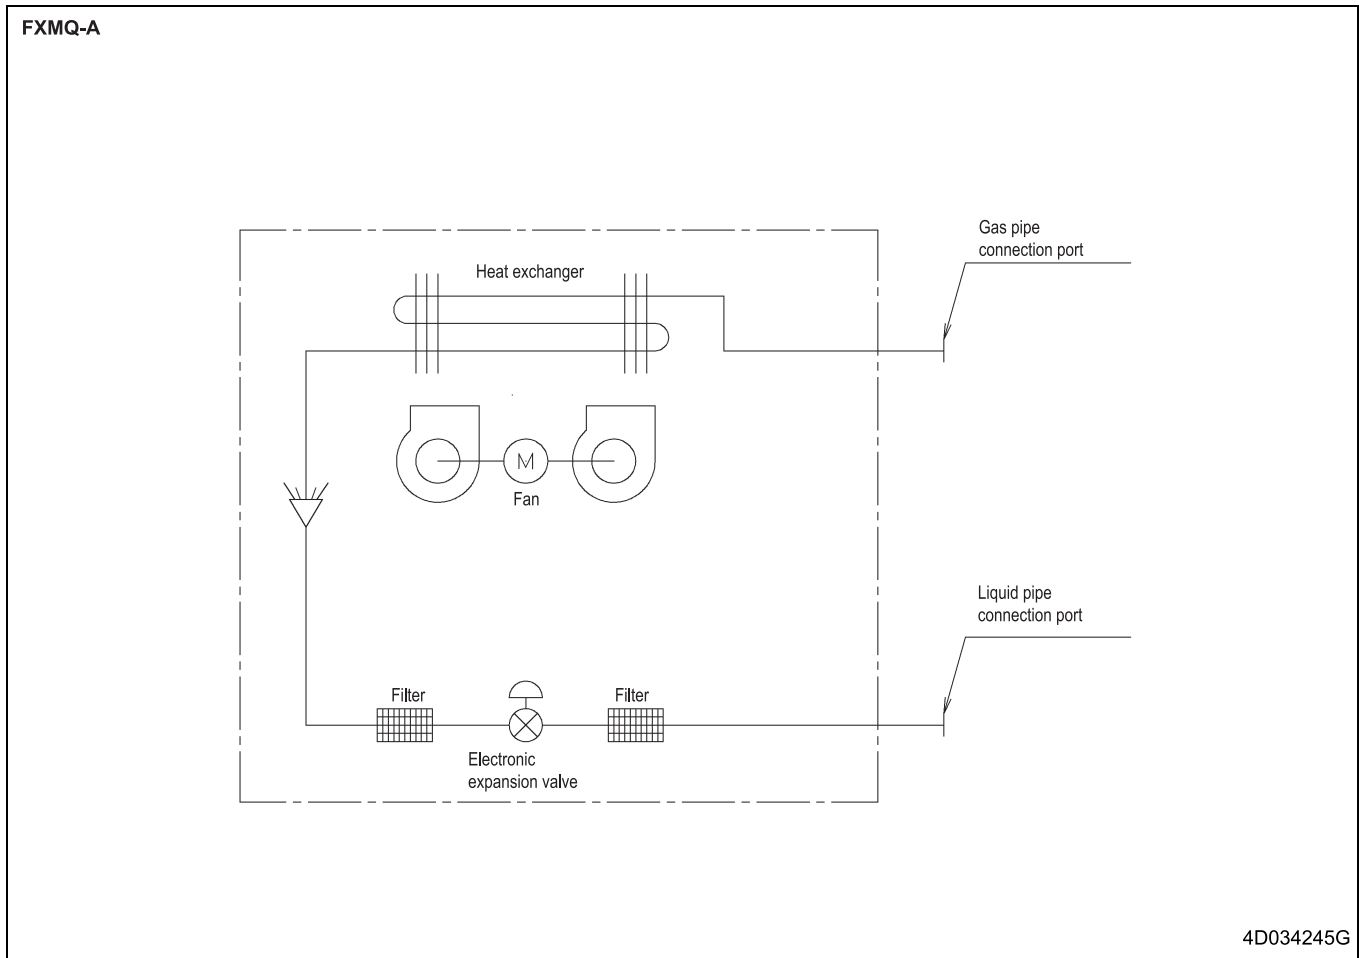 FXMQ-A
Gas pipe
connection port
Heat exchanger
M
Fan
Liquid pipe
connection port
Filter
Filter
Electronic
expansion valve
4D034245G